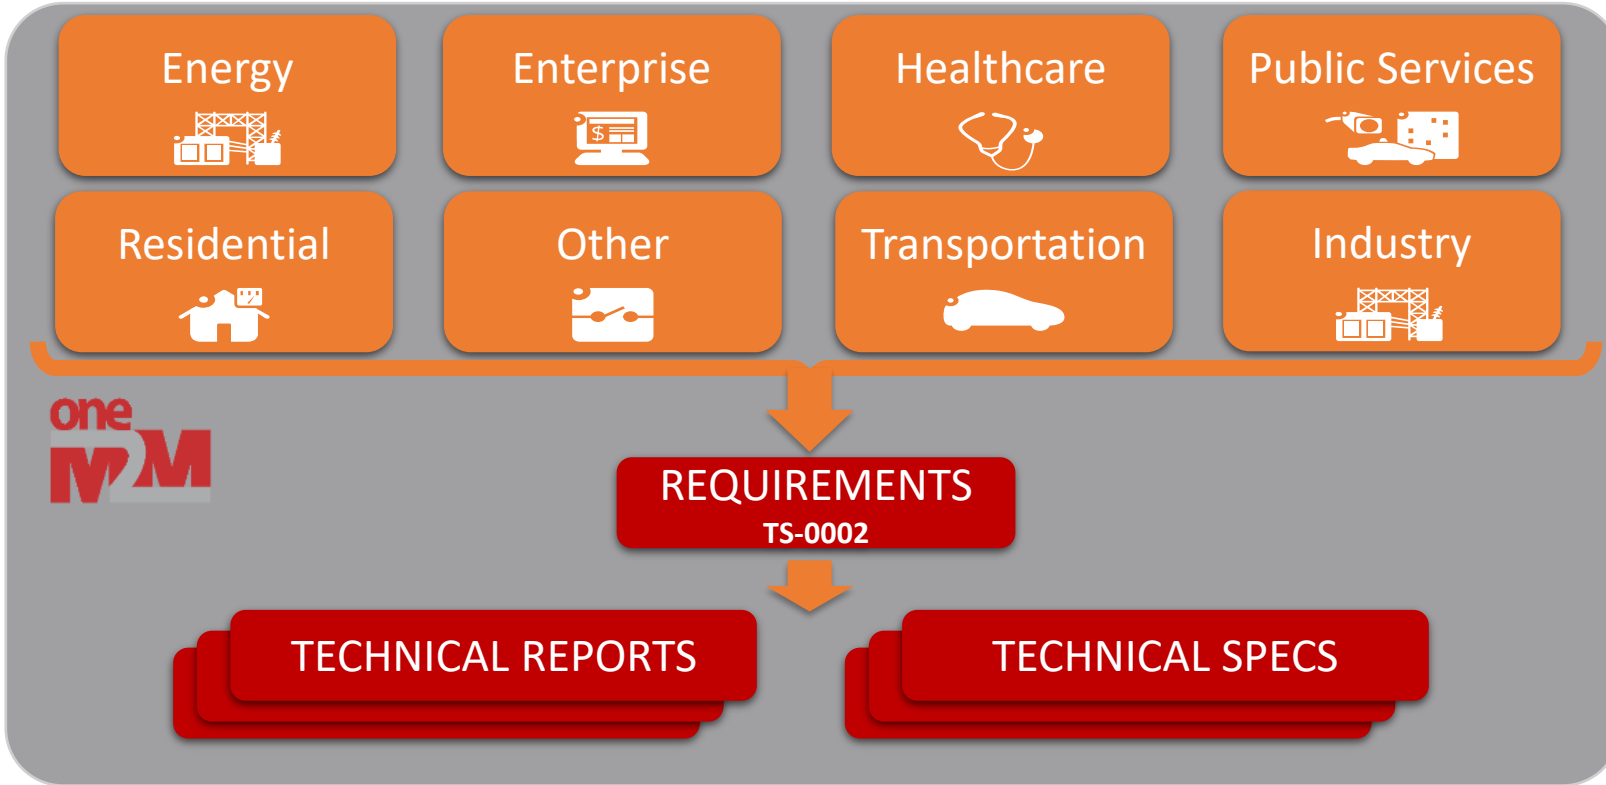 Energy
Enterprise
Healthcare
Public Services
$
Residential
Other
Transportation
Industry
one
M2M
REQUIREMENTS
TS-0002
TECHNICAL REPORTS
TECHNICAL SPECS